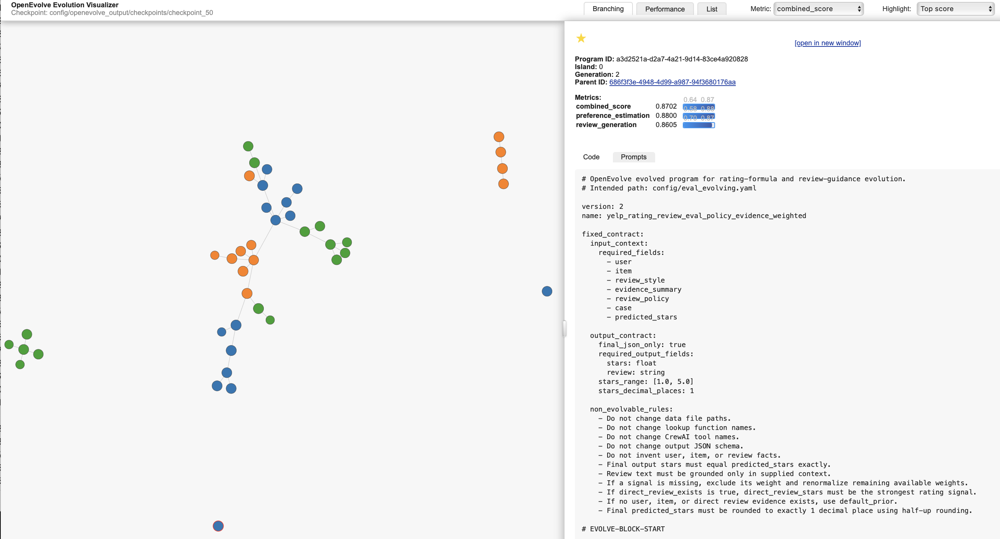 OpenEvolve Evolution Visualizer
Checkpoint: config/openevolve_output/checkpoints/checkpoint_50
Branching Performance List Metric: combined_score Highlight: Top score
★
[open in new window]
Program ID: a3d2521a-d2a7-4a21-9d14-83ce4a920828
Island: 0
Generation: 2
Parent ID: 686f3f3e-4948-4d99-a987-94f3680176aa
Metrics:
0.64 0.87
combined_score 0.8702
0.58 0.88
preference_estimation 0.8800
0.70 0.87
review_generation 0.8605
Code Prompts
# OpenEvolve evolved program for rating-formula and review-guidance evolution.
# Intended path: config/eval_evolving.yaml
version: 2
name: yelp_rating_review_eval_policy_evidence_weighted
fixed_contract:
input_context:
required_fields:
- user
- item
- review_style
- evidence_summary
- review_policy
- case
- predicted_stars
output_contract:
final_json_only: true
required_output_fields:
stars: float
review: string
stars_range: [1.0, 5.0]
stars_decimal_places: 1
non_evolvable_rules:
- Do not change data file paths.
- Do not change lookup function names.
- Do not change CrewAI tool names.
- Do not change output JSON schema.
- Do not invent user, item, or review facts.
- Final output stars must equal predicted_stars exactly.
- Review text must be grounded only in supplied context.
- If a signal is missing, exclude its weight and renormalize remaining available weights.
- If direct_review_exists is true, direct_review_stars must be the strongest rating signal.
- If no user, item, or direct review evidence exists, use default_prior.
- Final predicted_stars must be rounded to exactly 1 decimal place using half-up rounding.
# EVOLVE-BLOCK-START